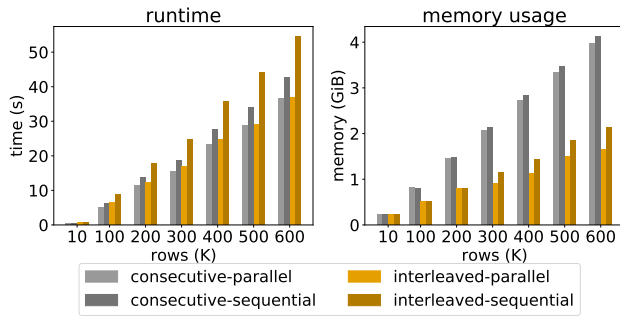 runtime
50
40
30
20
10
0
time (s)
10 100 200 300 400 500 600
rows (K)
memory usage
4
3
2
1
0
memory (GiB)
10 100 200 300 400 500 600
rows (K)
consecutive-parallel
consecutive-sequential
interleaved-parallel
interleaved-sequential